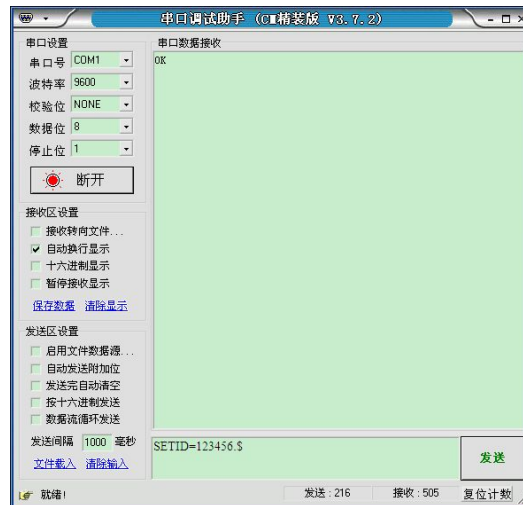 串口调试助手 (CM精装版 V3.7.2)
串口设置
串口号 COM1
波特率 9600
校验位 NONE
数据位 8
停止位 1
断开
接收区设置
接收转向文件...
自动换行显示
十六进制显示
暂停接收显示
保存数据 清除显示
发送区设置
启用文件数据源...
自动发送附加位
发送完自动清空
按十六进制发送
数据流循环发送
发送间隔 1000 毫秒
文件载入 清除输入
串口数据接收
OK
SETID=123456.$
发送
就绪!
发送:216 接收:505 复位计数